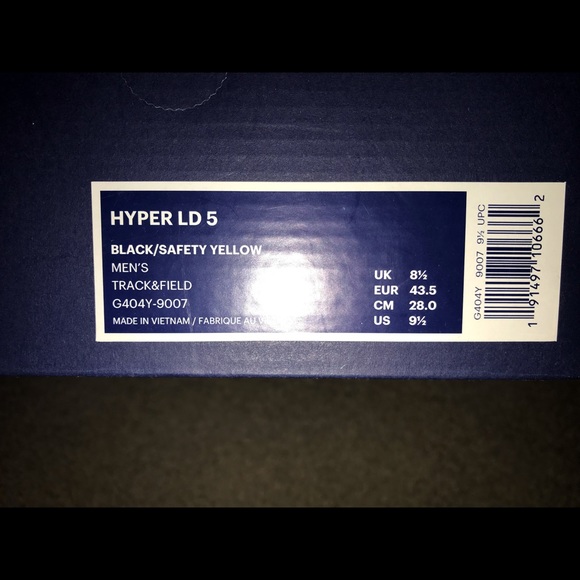 HYPER LD 5
BLACK/SAFETY YELLOW
MEN'S
TRACK&FIELD
G404Y-9007
MADE IN VIETNAM / FABRIQUE AU
UK 8½
EUR 43.5
CM 28.0
US 9½
G404Y 9007 9½ UPC
1 91497 10666 2